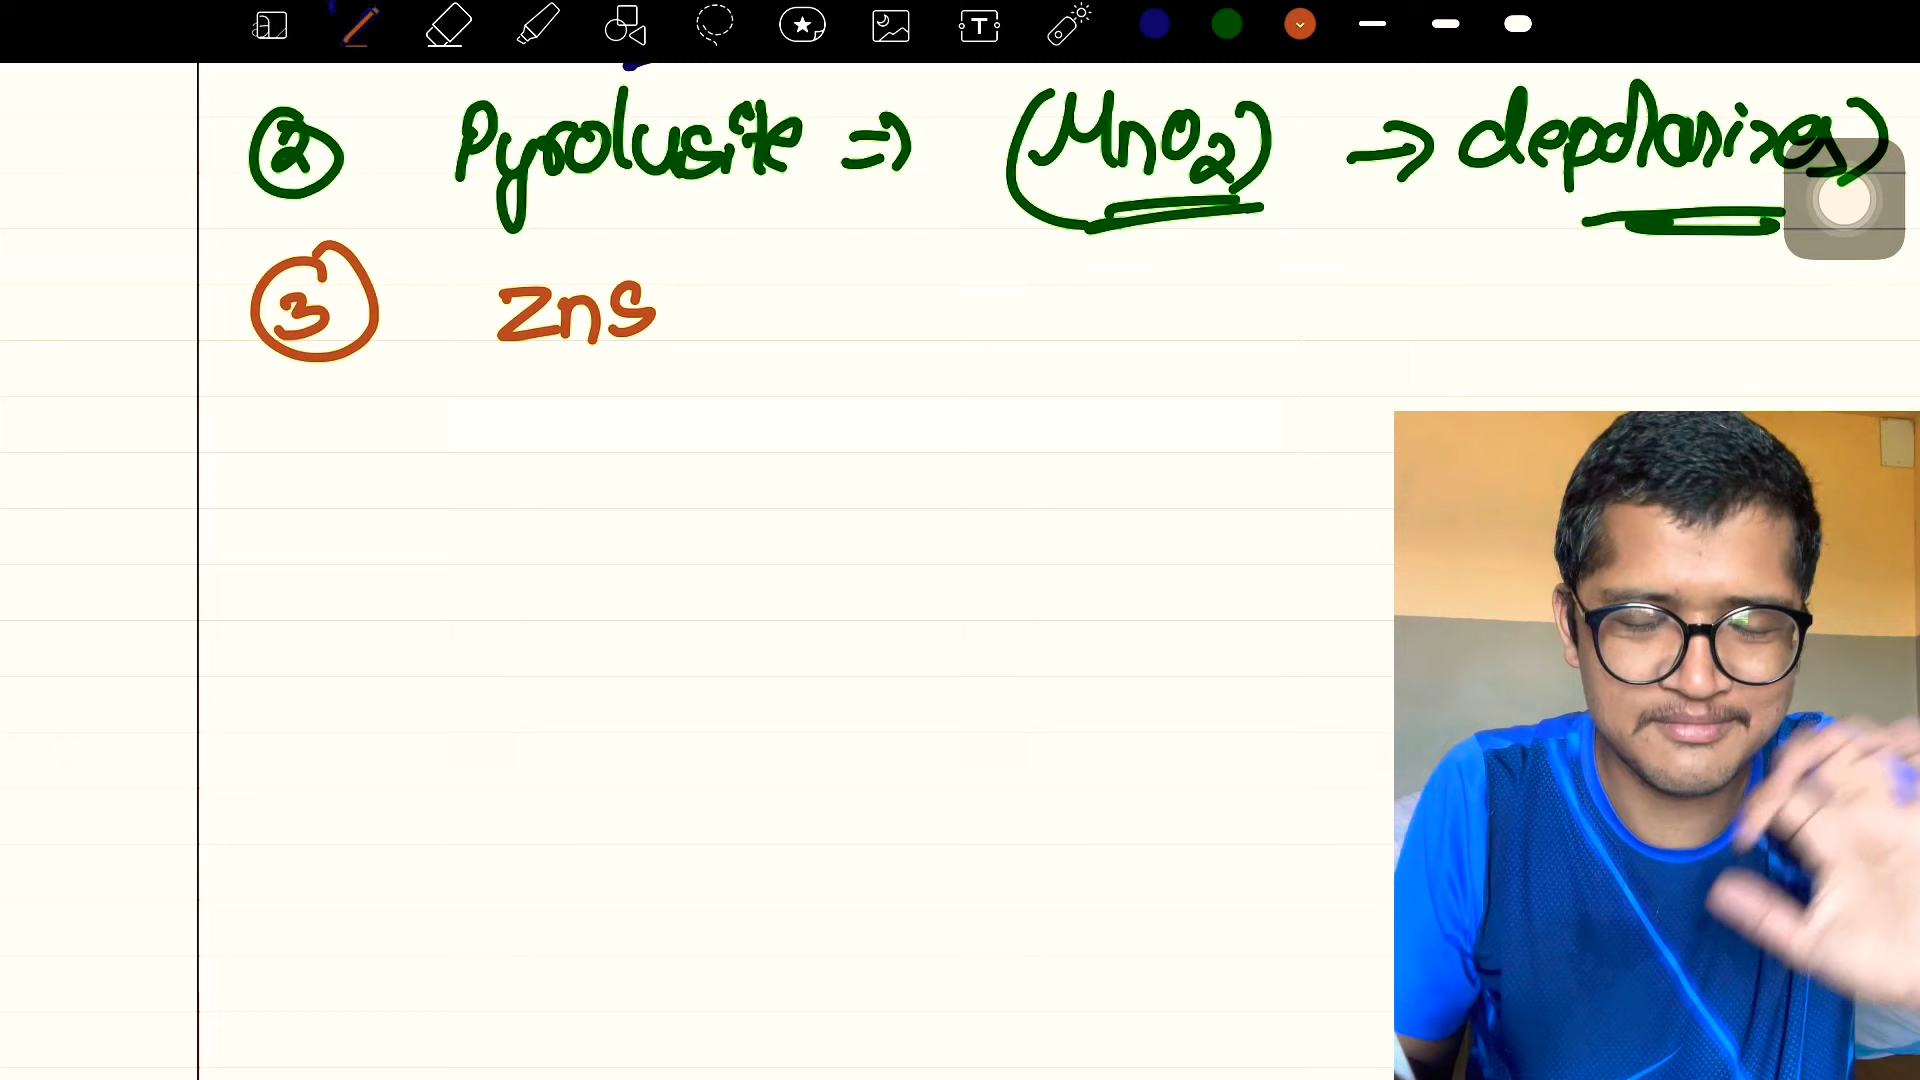 ② Pyrolusite => (MnO₂) → depolarizer)
③ ZnS